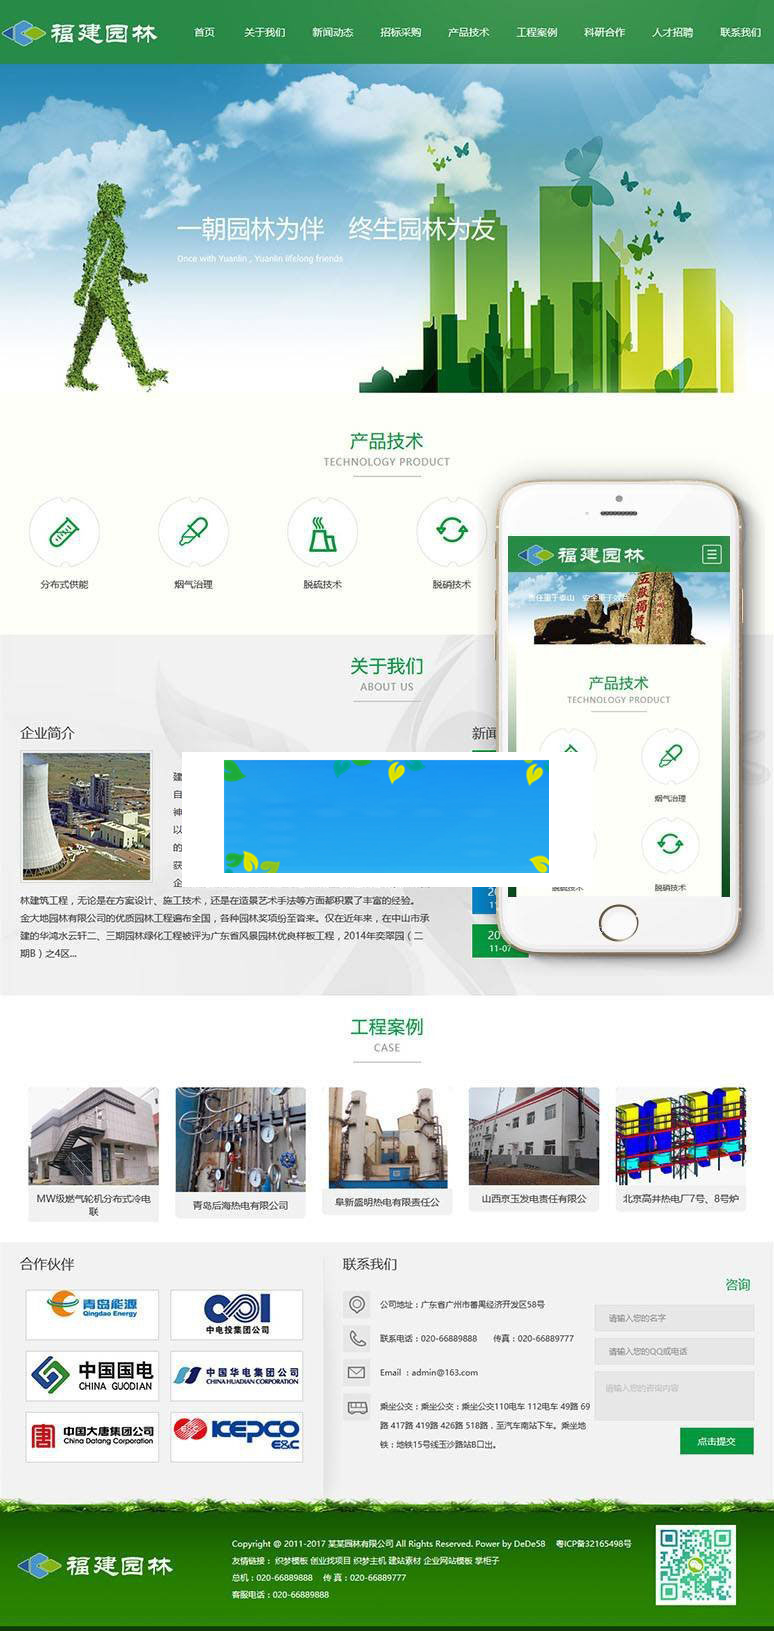 福建园林
首页 关于我们 新闻动态 招标采购 产品技术 工程案例 科研合作 人才招聘 联系我们
一朝园林为伴 终生园林为友
Once with Yuanlin , Yuanlin lifelong friends
产品技术
TECHNOLOGY PRODUCT
分布式供能 烟气治理 脱硫技术 脱硝技术
福建园林
责任重于泰山
五岳独尊
产品技术
TECHNOLOGY PRODUCT
烟气治理
脱硫技术 脱硝技术
关于我们
ABOUT US
企业简介
新闻
建
自
神
以
的
获
企
林建筑工程，无论是在方案设计、施工技术，还是在造景艺术手法等方面都积累了丰富的经验。
金大地园林有限公司的优质园林工程遍布全国，各种园林奖项纷至沓来。仅在近年来，在中山市承
建的华鸿水云轩二、三期园林绿化工程被评为广东省风景园林优良样板工程，2014年奕翠园（二
期B）之4区...
20
11-07
工程案例
CASE
MW级燃气轮机分布式冷电
联
青岛后海热电有限公司
阜新盛明热电有限责任公
山西京玉发电责任有限公
北京高井热电厂7号、8号炉
合作伙伴
青岛能源
Qingdao Energy
中电投集团公司
中国国电
CHINA GUODIAN
中国华电集团公司
CHINA HUADIAN CORPORATION
中国大唐集团公司
China Datang Corporation
KEPCO
E&C
联系我们
公司地址：广东省广州市番禺经济开发区58号
联系电话：020-66889888 传真：020-66889777
Email ：admin@163.com
乘坐公交：乘坐公交：乘坐公交110电车 112电车 49路 69
路 417路 419路 426路 518路，至汽车南站下车。乘坐地
铁：地铁15号线玉沙路站B口出。
咨询
请输入您的名字
请输入您的QQ或电话
请输入您的咨询内容
点击提交
福建园林
Copyright @ 2011-2017 某某园林有限公司 All Rights Reserved. Power by DeDe58 粤ICP备32165498号
友情链接： 织梦模板 创业找项目 织梦主机 建站素材 企业网站模板 掌柜子
总机：020-66889888 传 真：020-66889777
客服电话：020-66889888